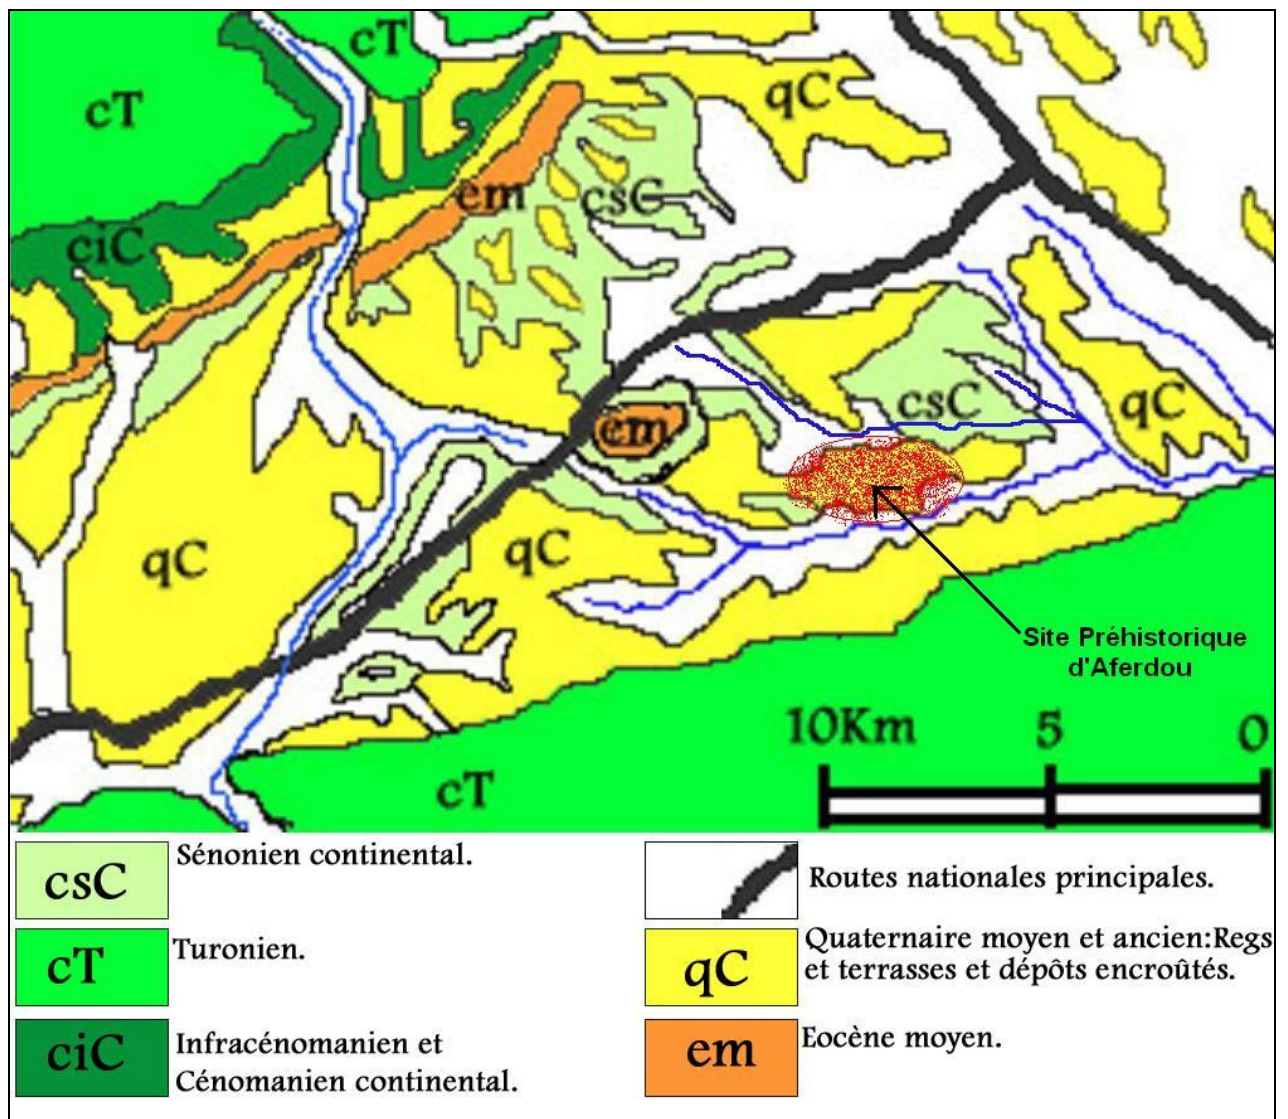 cT
cT
qC
em
csC
ciC
csC
qC
em
qC
qC
Site Préhistorique
d'Aferdou
10Km 5 0
cT
csC
Sénonien continental.
Routes nationales principales.
cT
Turonien.
qC
Quaternaire moyen et ancien:Regs
et terrasses et dépôts encroûtés.
ciC
Infracénomanien et
Cénomanien continental.
em
Eocène moyen.